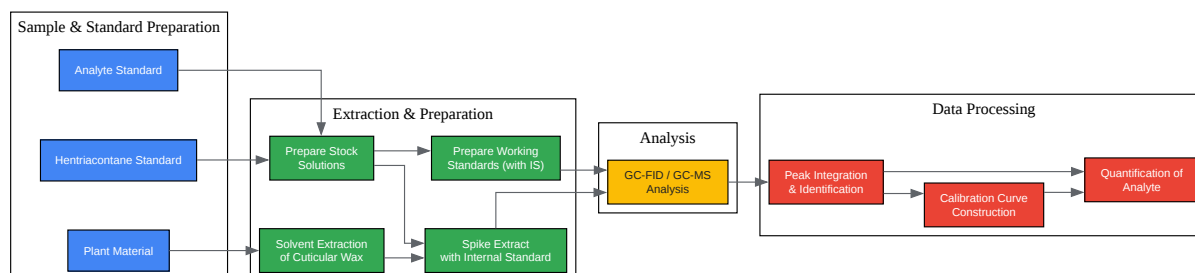 Sample & Standard Preparation
Analyte Standard
Hentriacontane Standard
Plant Material
Extraction & Preparation
Prepare Stock
Solutions
Prepare Working
Standards (with IS)
Solvent Extraction
of Cuticular Wax
Spike Extract
with Internal Standard
Analysis
GC-FID / GC-MS
Analysis
Data Processing
Peak Integration
& Identification
Calibration Curve
Construction
Quantification of
Analyte